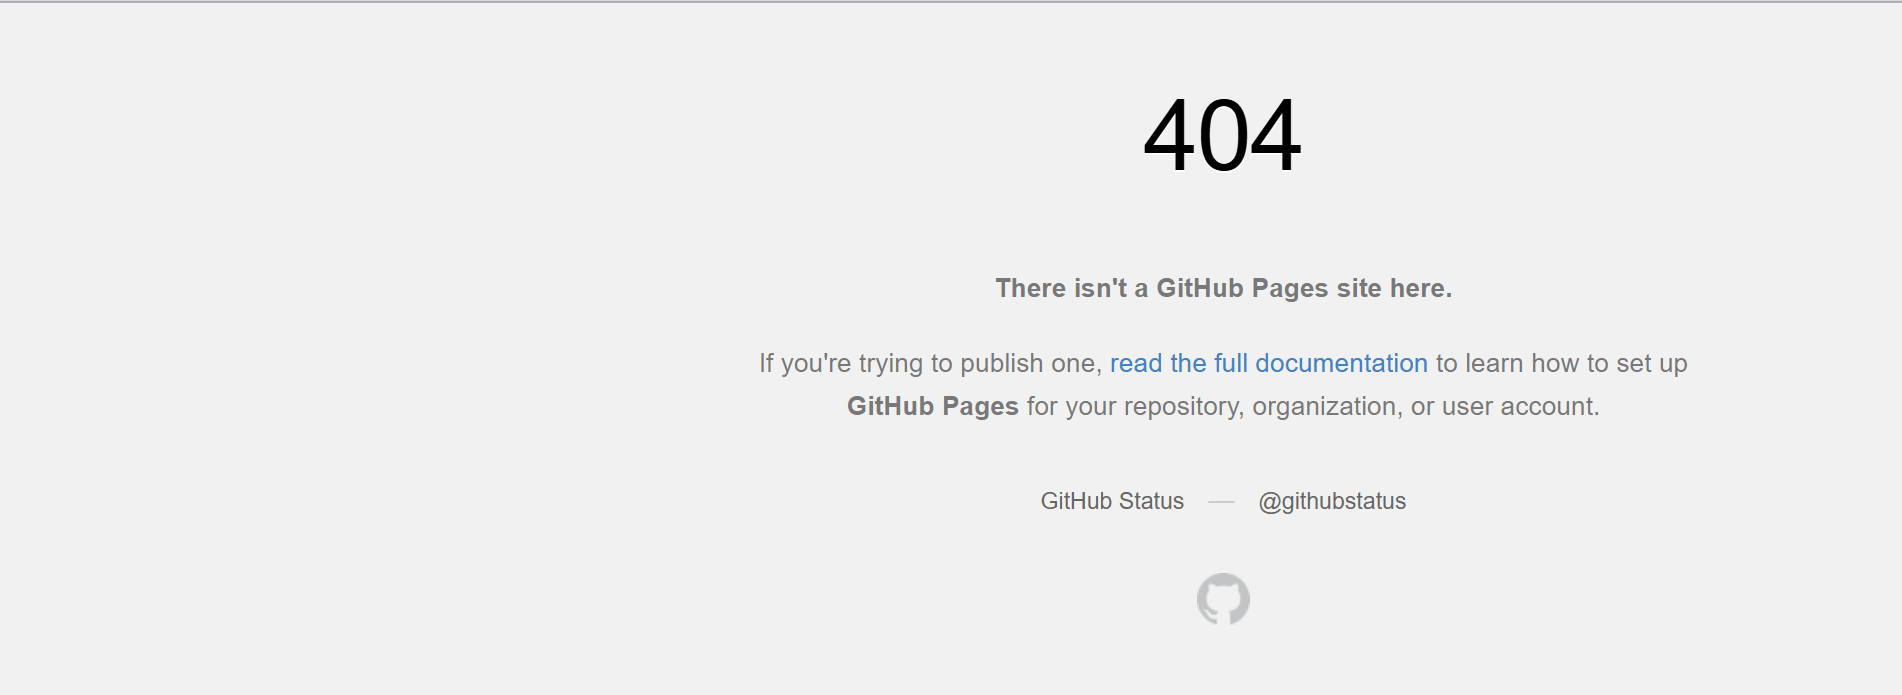 404
There isn't a GitHub Pages site here.
If you're trying to publish one, read the full documentation to learn how to set up
GitHub Pages for your repository, organization, or user account.
GitHub Status — @githubstatus